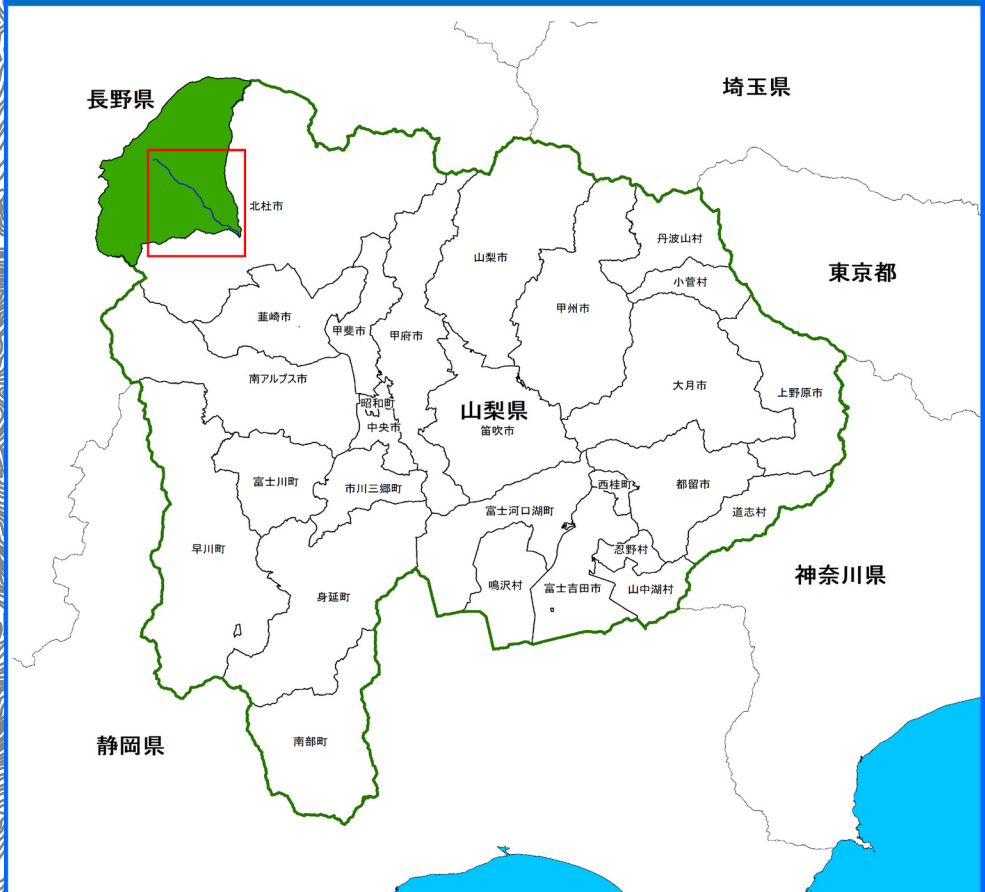 埼玉県
長野県
北杜市
丹波山村
山梨市
東京都
小菅村
甲州市
韮崎市
甲斐市
甲府市
南アルプス市
大月市
上野原市
昭和町
山梨県
中央市
笛吹市
富士川町
市川三郷町
西桂町
都留市
富士河口湖町
道志村
早川町
忍野村
神奈川県
鳴沢村
富士吉田市
山中湖村
身延町
南部町
静岡県